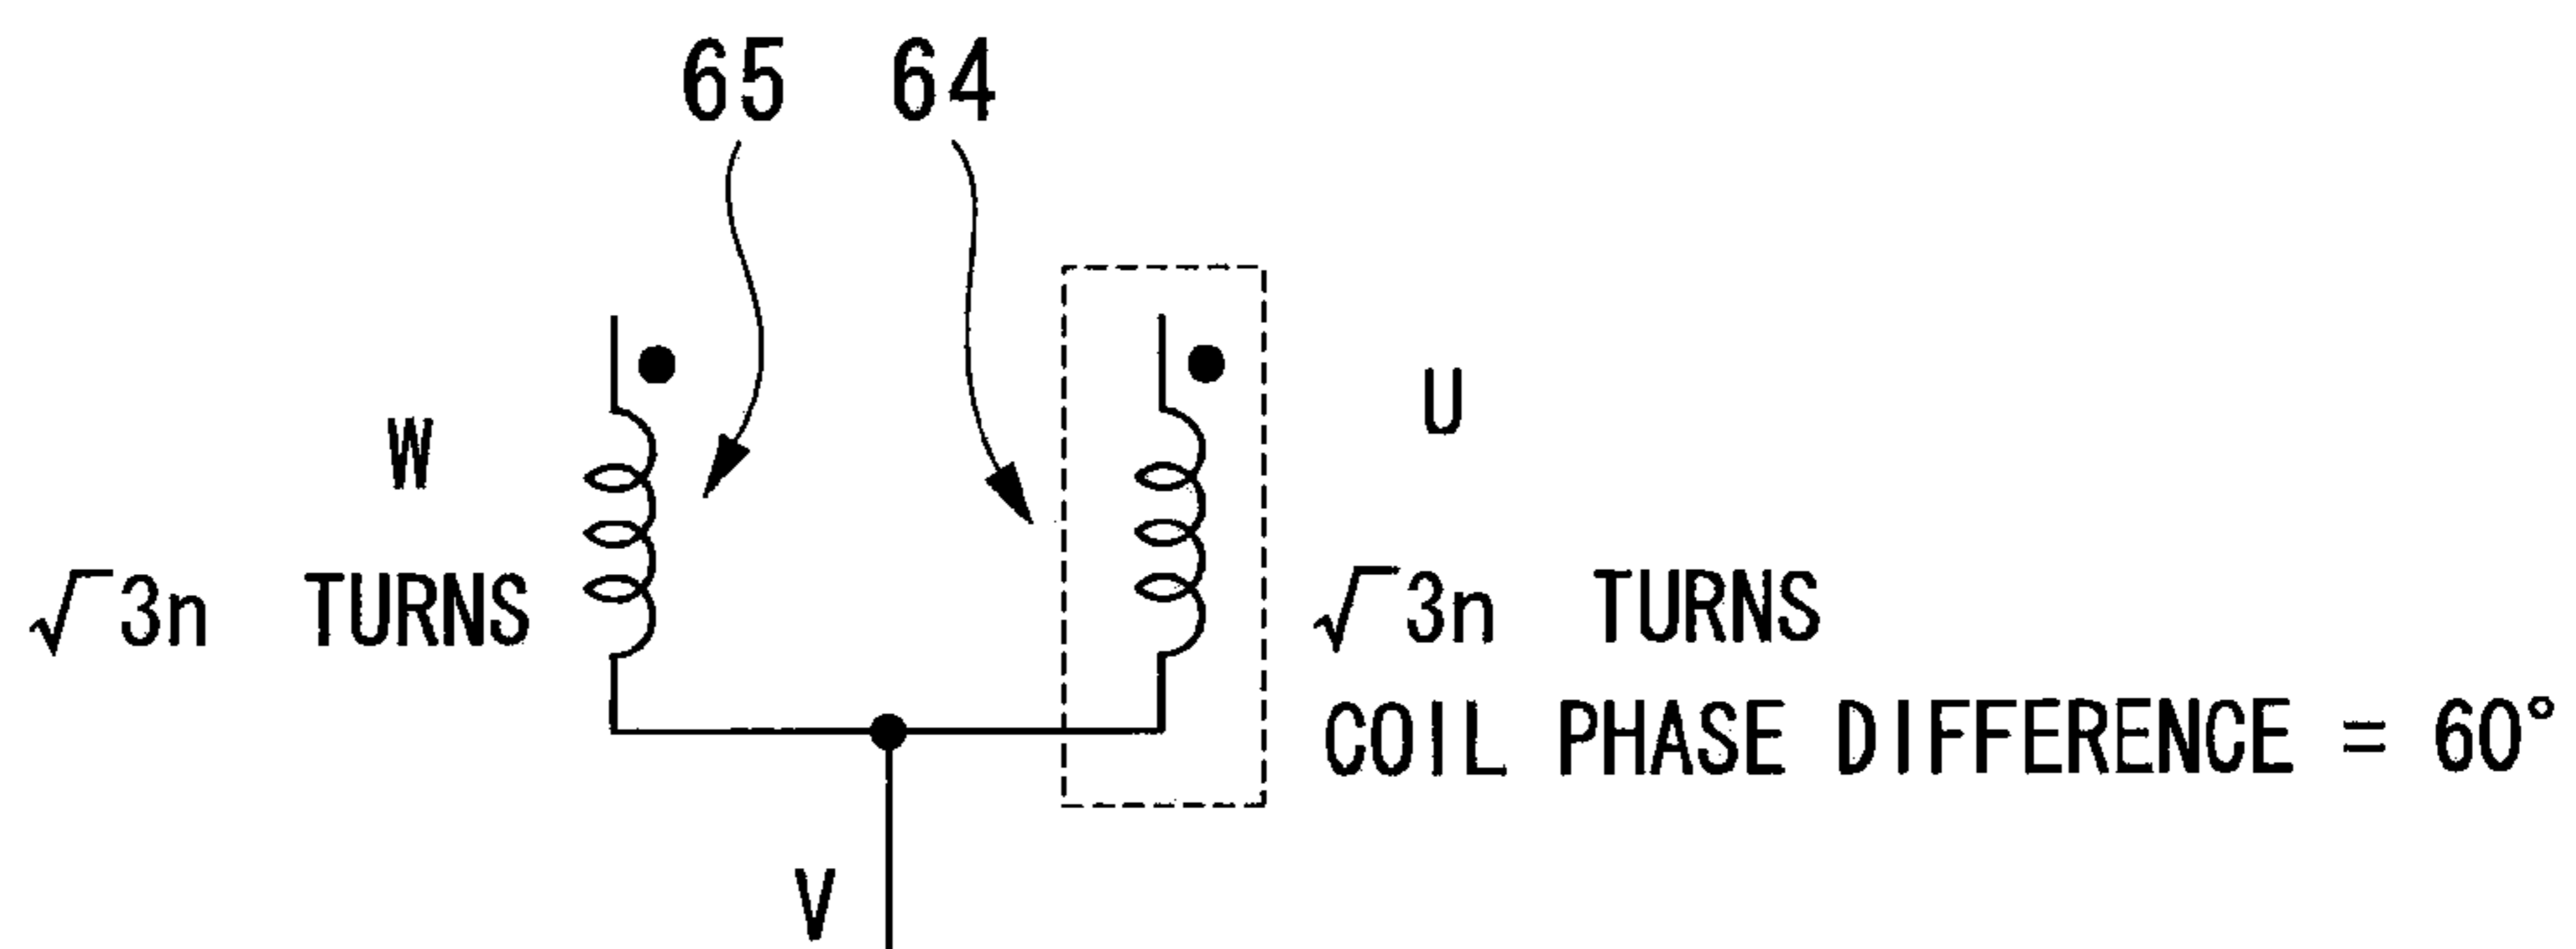 65 64
W
U
√3n TURNS
√3n TURNS
COIL PHASE DIFFERENCE = 60°
V